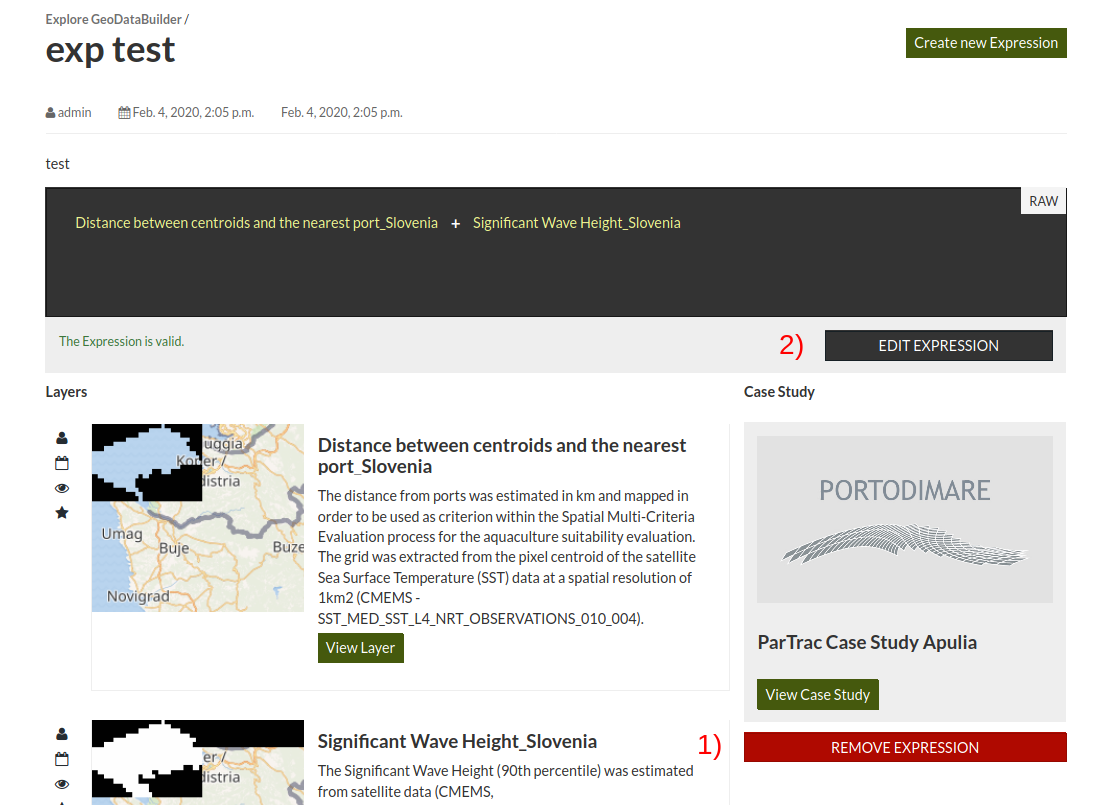 Explore GeoDataBuilder /
exp test
Create new Expression
admin
Feb. 4, 2020, 2:05 p.m.
Feb. 4, 2020, 2:05 p.m.
test
RAW
Distance between centroids and the nearest port_Slovenia + Significant Wave Height_Slovenia
The Expression is valid.
2)
EDIT EXPRESSION
Layers
uggia
Koper /
distria
Umag
Buje
Buze
Novigrad
Distance between centroids and the nearest
port_Slovenia
The distance from ports was estimated in km and mapped in
order to be used as criterion within the Spatial Multi-Criteria
Evaluation process for the aquaculture suitability evaluation.
The grid was extracted from the pixel centroid of the satellite
Sea Surface Temperature (SST) data at a spatial resolution of
1km2 (CMEMS -
SST_MED_SST_L4_NRT_OBSERVATIONS_010_004).
View Layer
er /
distria
Significant Wave Height_Slovenia
The Significant Wave Height (90th percentile) was estimated
from satellite data (CMEMS,
Case Study
PORTODIMARE
ParTrac Case Study Apulia
View Case Study
1)
REMOVE EXPRESSION